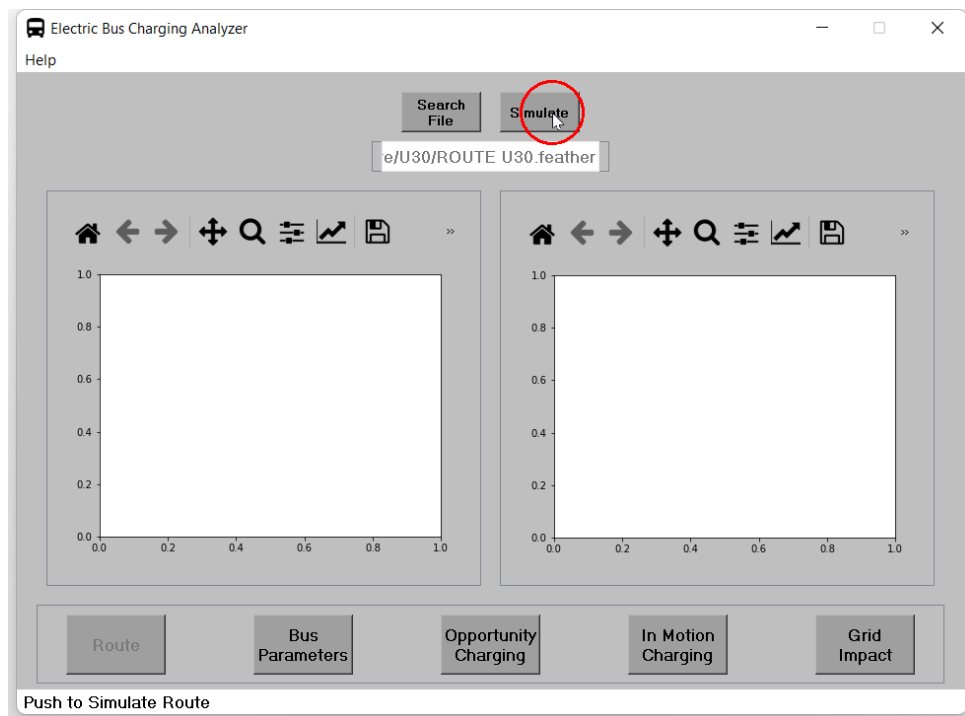 Electric Bus Charging Analyzer
Help
Search
File
Simulate
e/U30/ROUTE U30.feather
»
»
1.0
0.8
0.6
0.4
0.2
0.0
0.0 0.2 0.4 0.6 0.8 1.0
1.0
0.8
0.6
0.4
0.2
0.0
0.0 0.2 0.4 0.6 0.8 1.0
Route
Bus
Parameters
Opportunity
Charging
In Motion
Charging
Grid
Impact
Push to Simulate Route